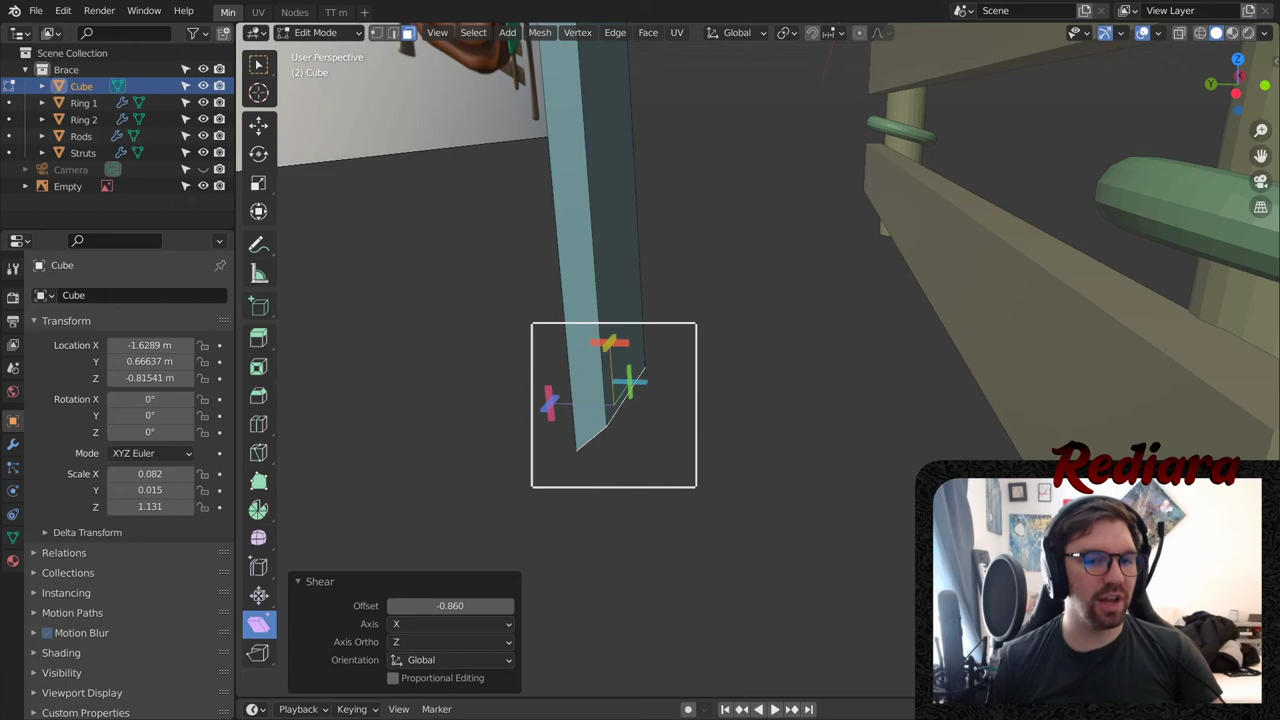 File Edit Render Window Help Min UV Nodes TT m + Scene View Layer
Edit Mode View Select Add Mesh Vertex Edge Face UV Global
Scene Collection
Brace
Cube
Ring 1
Ring 2
Rods
Struts
Camera
Empty
User Perspective
(2) Cube
Z
Y
Cube
Cube
Transform
Location X -1.6289 m
Y 0.66637 m
Z -0.81541 m
Rotation X 0°
Y 0°
Z 0°
Mode XYZ Euler
Scale X 0.082
Y 0.015
Z 1.131
Delta Transform
Relations
Collections
Instancing
Motion Paths
Motion Blur
Shading
Visibility
Viewport Display
Custom Properties
Shear
Offset -0.860
Axis X
Axis Ortho Z
Orientation Global
Proportional Editing
Playback Keying View Marker
Rediara